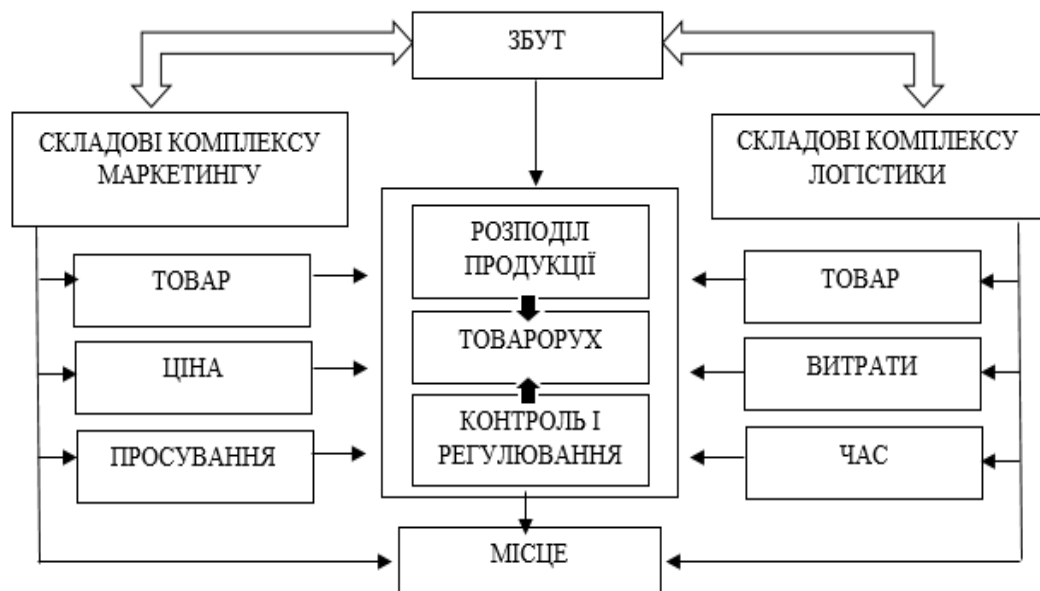 ЗБУТ
СКЛАДОВІ КОМПЛЕКСУ
МАРКЕТИНГУ
СКЛАДОВІ КОМПЛЕКСУ
ЛОГІСТИКИ
РОЗПОДІЛ
ПРОДУКЦІЇ
ТОВАР
ТОВАР
ТОВАРОРУХ
ЦІНА
ВИТРАТИ
КОНТРОЛЬ І
РЕГУЛЮВАННЯ
ПРОСУВАННЯ
ЧАС
МІСЦЕ